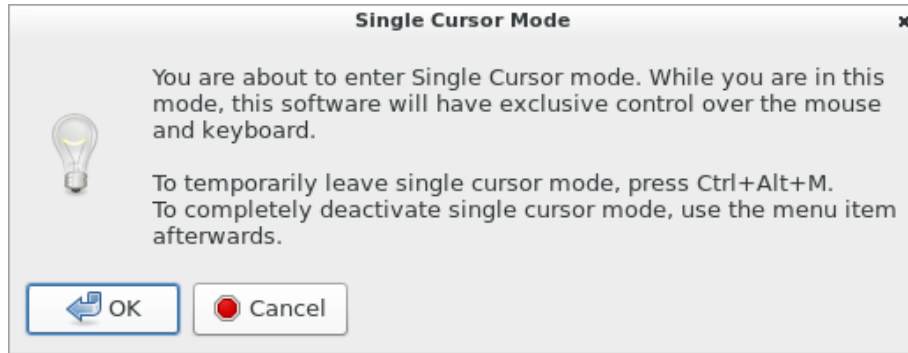 Single Cursor Mode
You are about to enter Single Cursor mode. While you are in this
mode, this software will have exclusive control over the mouse
and keyboard.
To temporarily leave single cursor mode, press Ctrl+Alt+M.
To completely deactivate single cursor mode, use the menu item
afterwards.
OK
Cancel